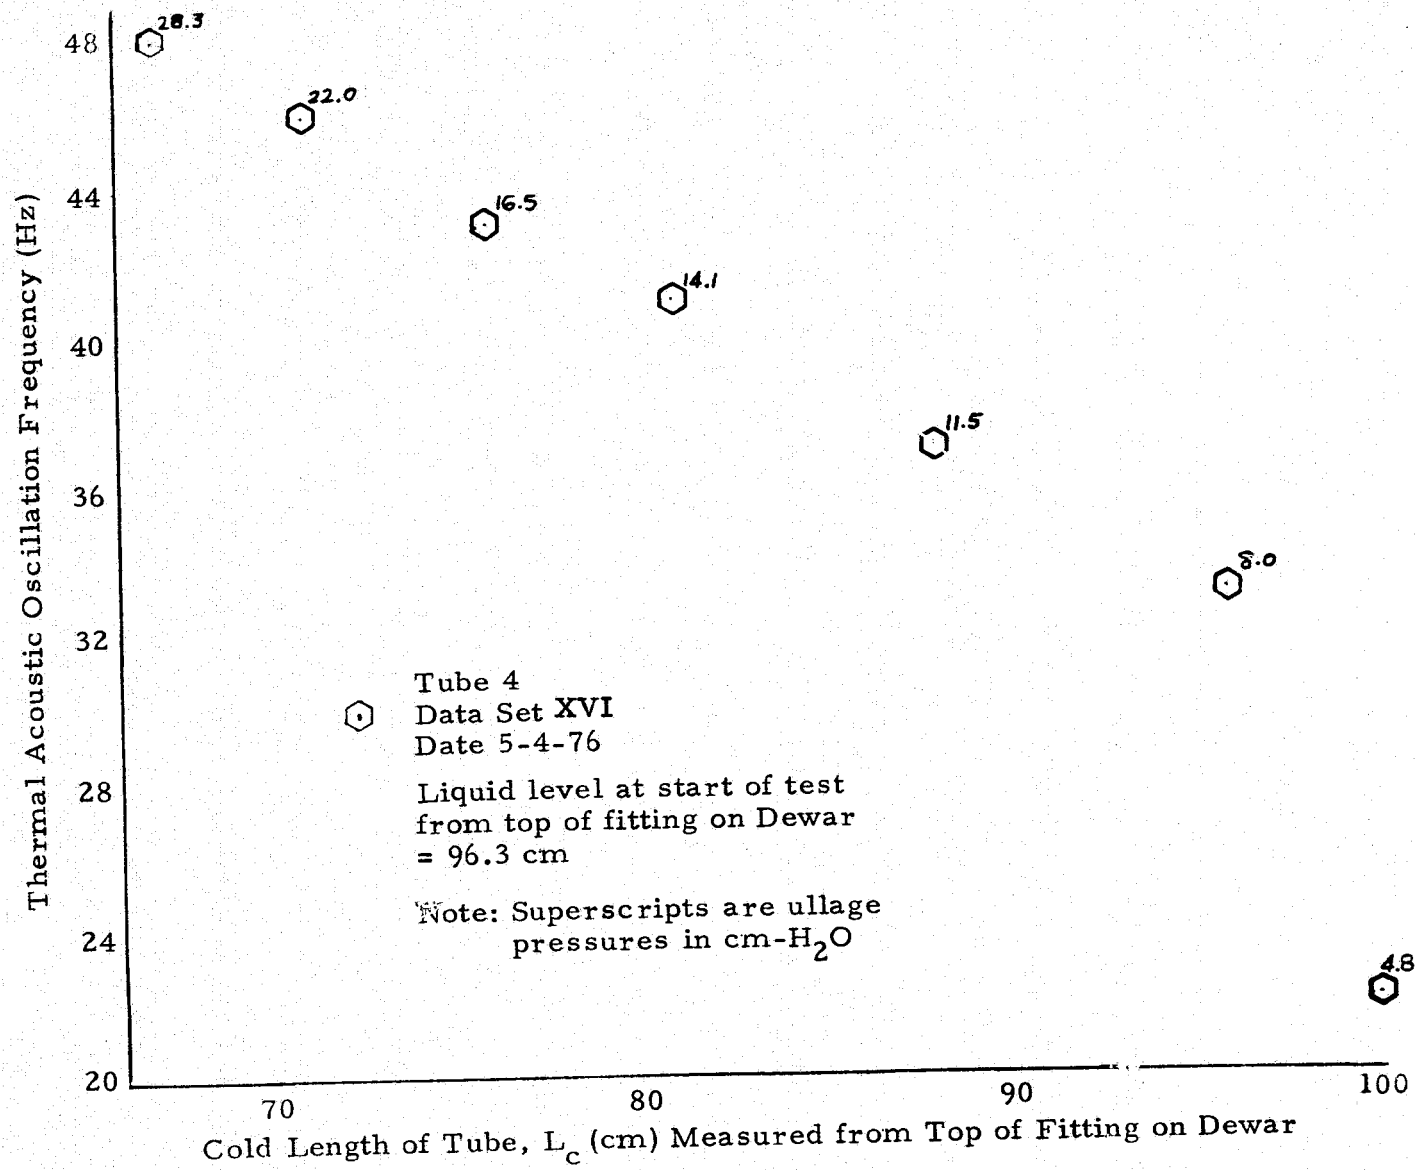 28.3
48
22.0
44
16.5
14.1
40
11.5
36
8.0
32
Thermal Acoustic Oscillation Frequency (Hz)
Tube 4
Data Set XVI
Date 5-4-76
Liquid level at start of test
from top of fitting on Dewar
= 96.3 cm
28
Note: Superscripts are ullage
pressures in cm-H₂O
24
4.8
20
70 80 90 100
Cold Length of Tube, L_c (cm) Measured from Top of Fitting on Dewar